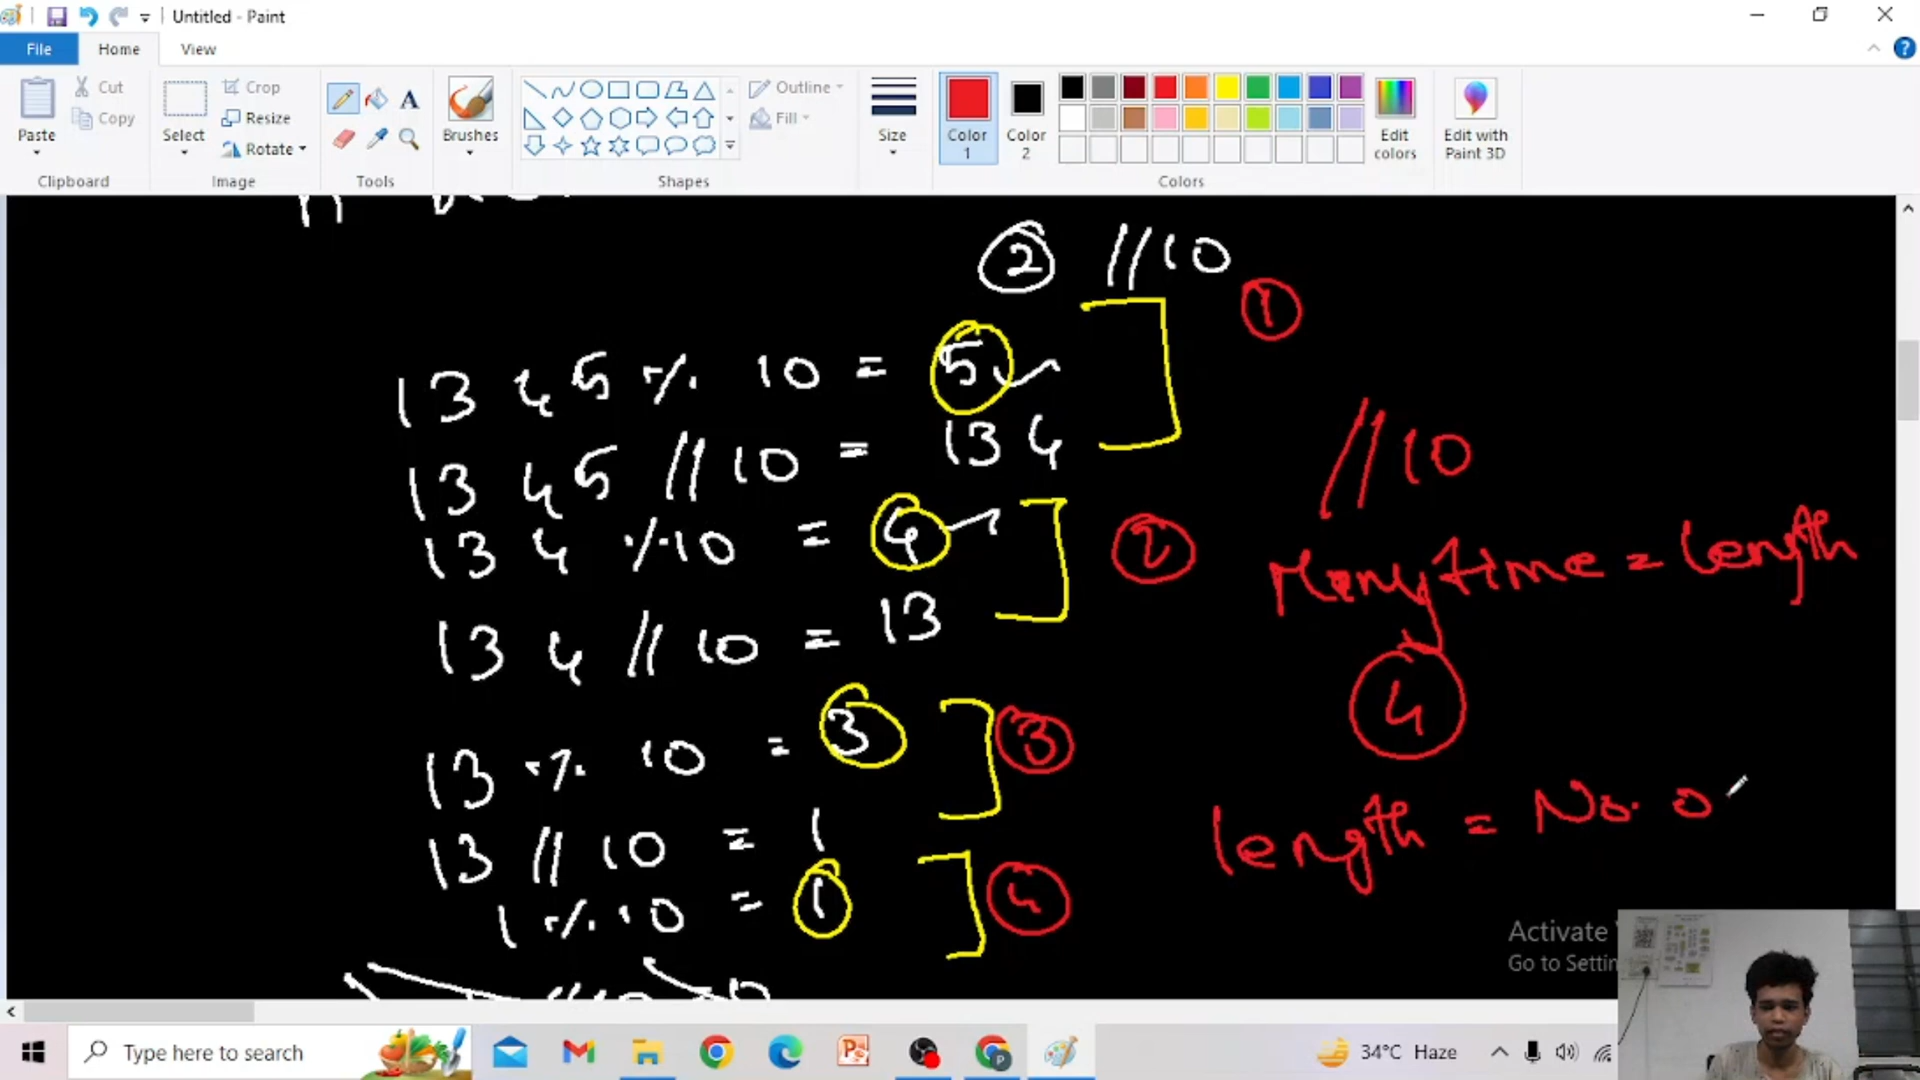 Untitled - Paint
File
Home
View
Paste
Cut
Copy
Clipboard
Select
Crop
Resize
Rotate
Image
Tools
Brushes
Shapes
Outline
Fill
Size
Color 1
Color 2
Edit colors
Edit with Paint 3D
Colors
2 //10
1345 % 10 = 5
1345 // 10 = 134
134 % 10 = 4
134 // 10 = 13
13 % 10 = 3
13 // 10 = 1
1 % 10 = 1
1
2
3
4
//10
Many time = length
4
length = No. o
Activate
Go to Settin
Type here to search
34°C Haze